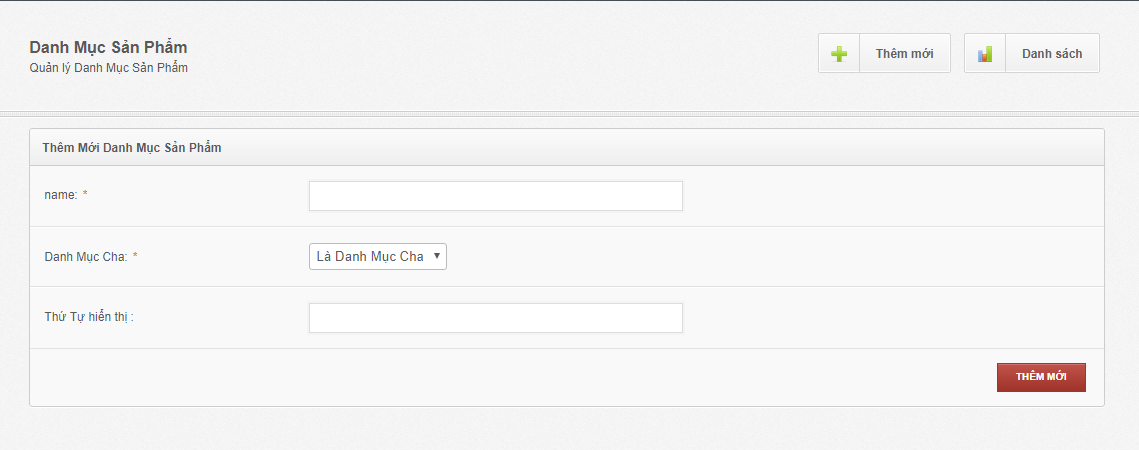 Danh Mục Sản Phẩm
Quản lý Danh Mục Sản Phẩm
Thêm mới
Danh sách
Thêm Mới Danh Mục Sản Phẩm
name: *
Danh Mục Cha: *
Là Danh Mục Cha
Thứ Tự hiển thị :
THÊM MỚI